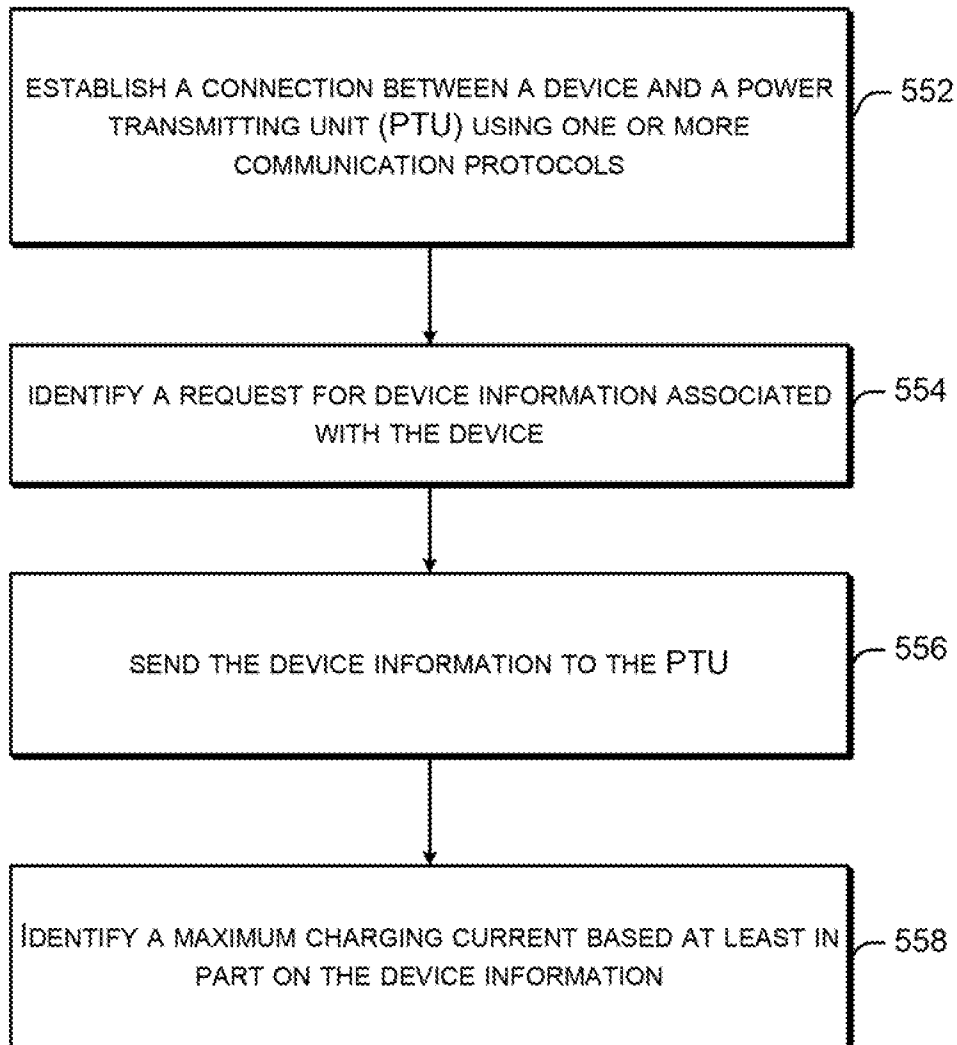 ESTABLISH A CONNECTION BETWEEN A DEVICE AND A POWER
TRANSMITTING UNIT (PTU) USING ONE OR MORE
COMMUNICATION PROTOCOLS
552
IDENTIFY A REQUEST FOR DEVICE INFORMATION ASSOCIATED
WITH THE DEVICE
554
SEND THE DEVICE INFORMATION TO THE PTU
556
IDENTIFY A MAXIMUM CHARGING CURRENT BASED AT LEAST IN
PART ON THE DEVICE INFORMATION
558